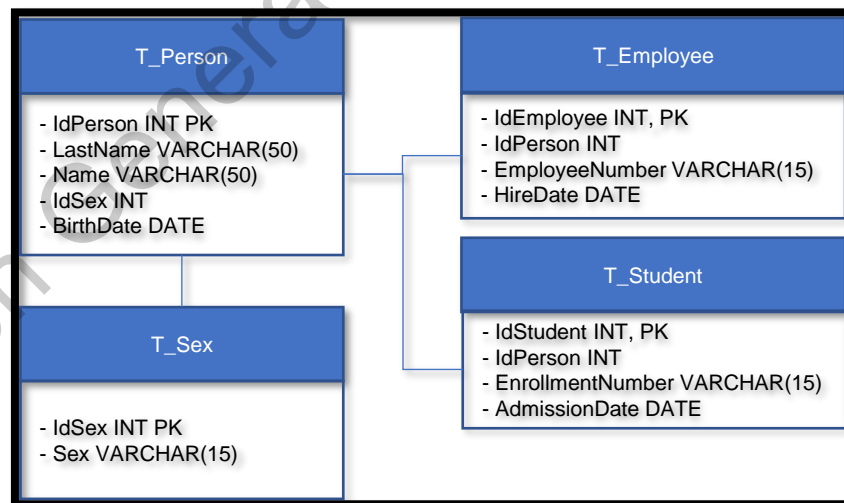 T_Person
- IdPerson INT PK
- LastName VARCHAR(50)
- Name VARCHAR(50)
- IdSex INT
- BirthDate DATE
T_Employee
- IdEmployee INT, PK
- IdPerson INT
- EmployeeNumber VARCHAR(15)
- HireDate DATE
T_Sex
- IdSex INT PK
- Sex VARCHAR(15)
T_Student
- IdStudent INT, PK
- IdPerson INT
- EnrollmentNumber VARCHAR(15)
- AdmissionDate DATE